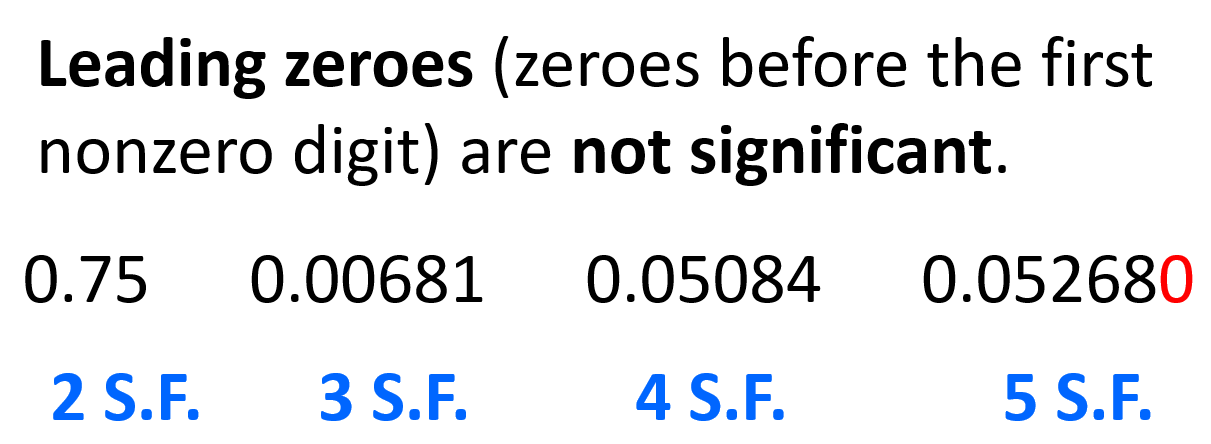 Leading zeroes (zeroes before the first
nonzero digit) are not significant.
0.75 0.00681 0.05084 0.052680
2 S.F. 3 S.F. 4 S.F. 5 S.F.